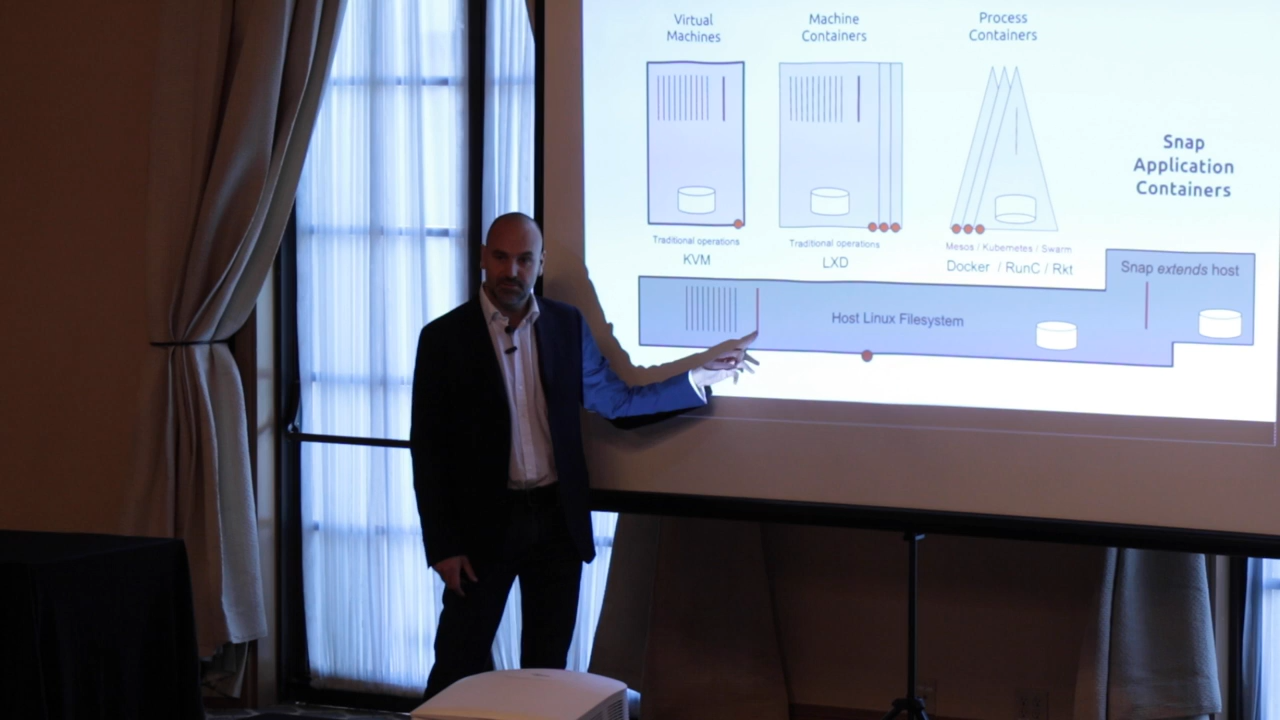 Virtual
Machines
Machine
Containers
Process
Containers
Snap
Application
Containers
Traditional operations
KVM
Traditional operations
LXD
Mesos / Kubernetes / Swarm
Docker / RunC / Rkt
Snap extends host
Host Linux Filesystem